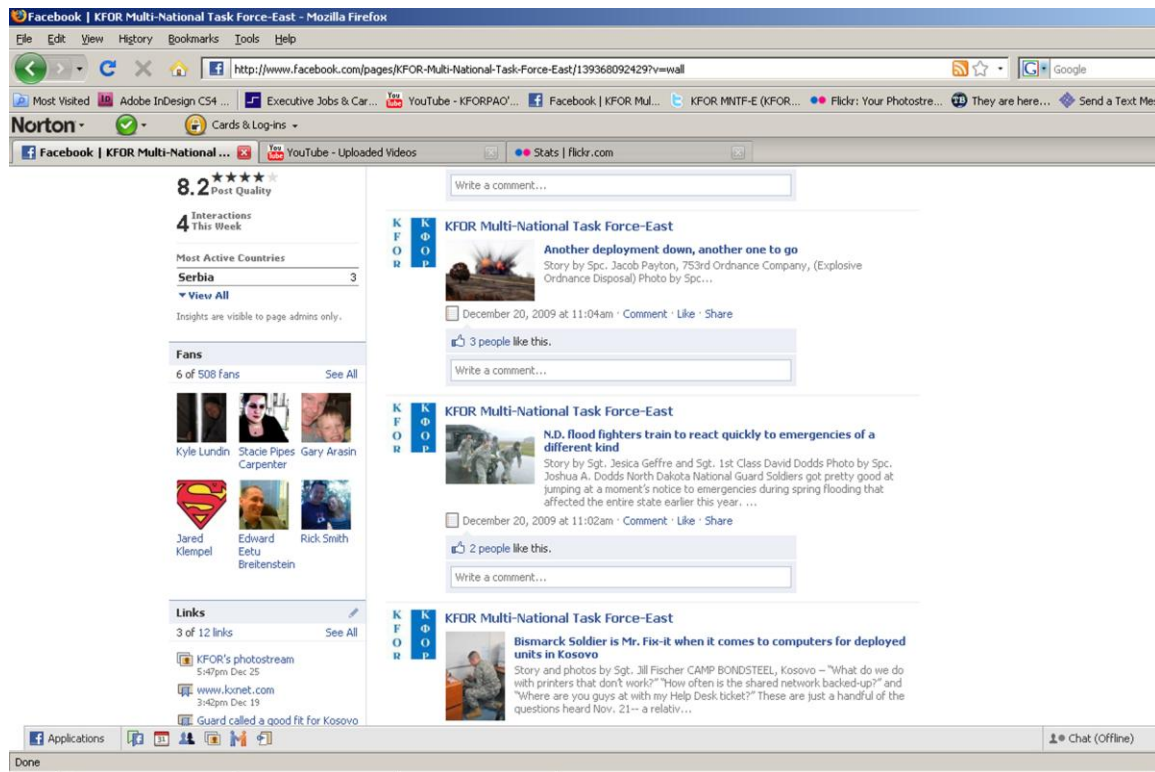 Facebook | KFOR Multi-National Task Force-East - Mozilla Firefox
File Edit View History Bookmarks Tools Help
http://www.facebook.com/pages/KFOR-Multi-National-Task-Force-East/139368092429?v=wall
G Google
Most Visited Adobe InDesign CS4 ... Executive Jobs & Car... YouTube - KFORPAO'... Facebook | KFOR Mul... KFOR MNTF-E (KFOR... Flickr: Your Photostre... They are here... Send a Text Mes
Norton Cards & Log-ins
Facebook | KFOR Multi-National ... YouTube - Uploaded Videos Stats | flickr.com
8.2 Post Quality
4 Interactions This Week
Most Active Countries
Serbia 3
View All
Insights are visible to page admins only.
Fans
6 of 508 fans See All
Kyle Lundin
Stacie Pipes Carpenter
Gary Arasin
Jared Klempel
Edward Eetu Breitenstein
Rick Smith
Links
3 of 12 links See All
KFOR's photostream
5:47pm Dec 25
www.kxnet.com
3:42pm Dec 19
Guard called a good fit for Kosovo
Write a comment...
KFOR КФОР
KFOR Multi-National Task Force-East
Another deployment down, another one to go
Story by Spc. Jacob Payton, 753rd Ordnance Company, (Explosive
Ordnance Disposal) Photo by Spc...
December 20, 2009 at 11:04am · Comment · Like · Share
3 people like this.
Write a comment...
KFOR КФОР
KFOR Multi-National Task Force-East
N.D. flood fighters train to react quickly to emergencies of a
different kind
Story by Sgt. Jesica Geffre and Sgt. 1st Class David Dodds Photo by Spc.
Joshua A. Dodds North Dakota National Guard Soldiers got pretty good at
jumping at a moment's notice to emergencies during spring flooding that
affected the entire state earlier this year. ...
December 20, 2009 at 11:02am · Comment · Like · Share
2 people like this.
Write a comment...
KFOR КФОР
KFOR Multi-National Task Force-East
Bismarck Soldier is Mr. Fix-it when it comes to computers for deployed
units in Kosovo
Story and photos by Sgt. Jill Fischer CAMP BONDSTEEL, Kosovo – "What do we do
with printers that don't work?" "How often is the shared network backed-up?" and
"Where are you guys at with my Help Desk ticket?" These are just a handful of the
questions heard Nov. 21-- a relativ...
Applications 31 Chat (Offline)
Done